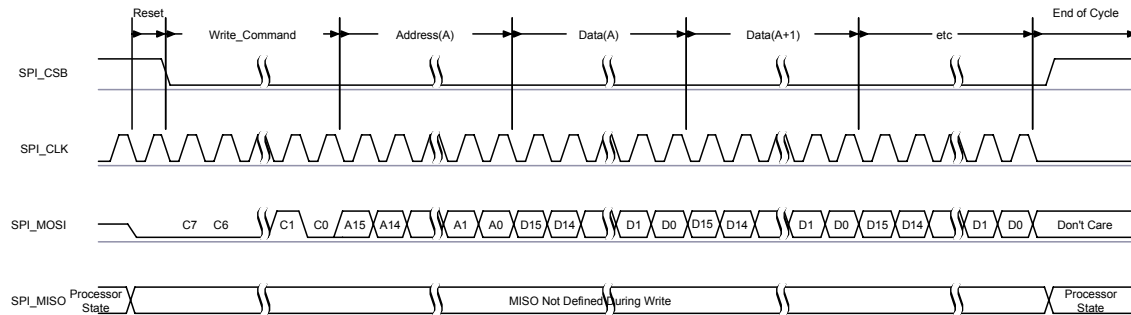 Reset
End of Cycle
Write_Command Address(A) Data(A) Data(A+1) etc
SPI_CSB
SPI_CLK
SPI_MOSI C7 C6 C1 C0 A15 A14 A1 A0 D15 D14 D1 D0 D15 D14 D1 D0 D15 D14 D1 D0 Don't Care
SPI_MISO Processor State MISO Not Defined During Write Processor State